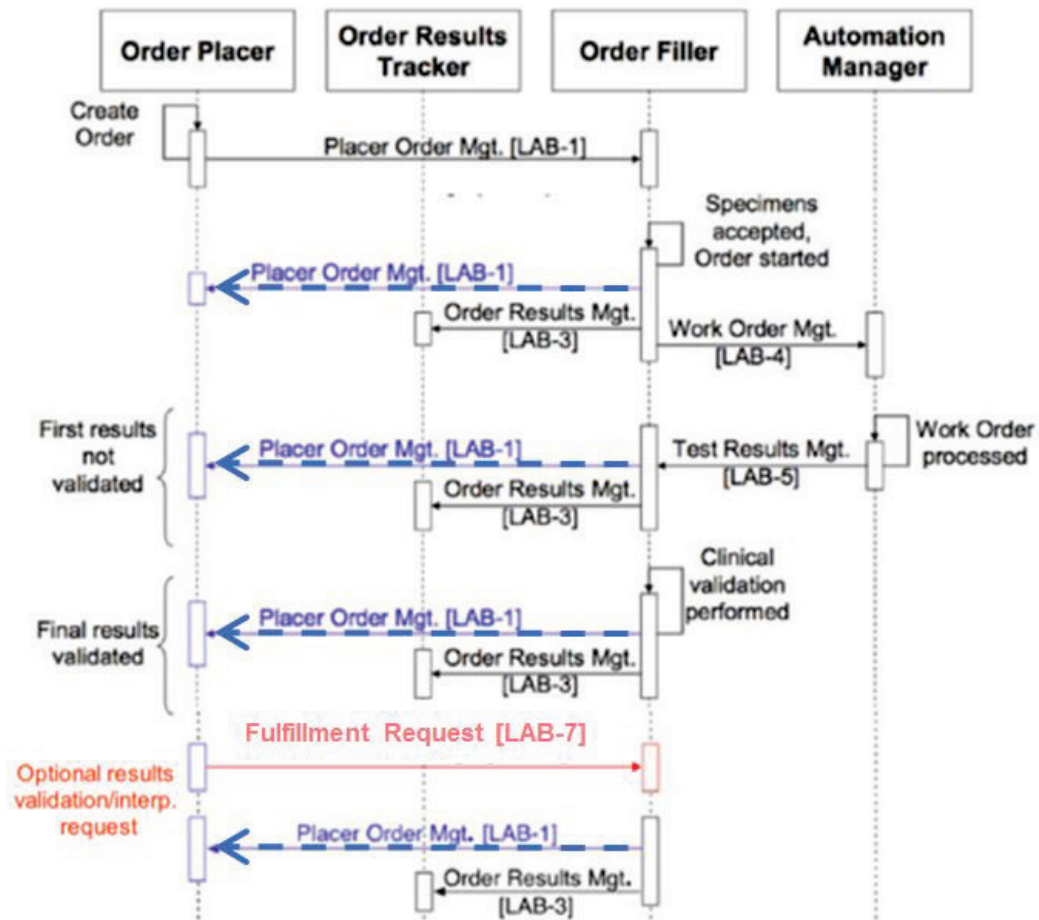 Order Placer
Order Results
Tracker
Order Filler
Automation
Manager
Create
Order
Placer Order Mgt. [LAB-1]
Specimens
accepted,
Order started
Placer Order Mgt. [LAB-1]
Order Results Mgt.
[LAB-3]
Work Order Mgt.
[LAB-4]
First results
not
validated
Placer Order Mgt. [LAB-1]
Test Results Mgt.
[LAB-5]
Work Order
processed
Order Results Mgt.
[LAB-3]
Clinical
validation
performed
Final results
validated
Placer Order Mgt. [LAB-1]
Order Results Mgt.
[LAB-3]
Fulfillment Request [LAB-7]
Optional results
validation/interp.
request
Placer Order Mgt. [LAB-1]
Order Results Mgt.
[LAB-3]